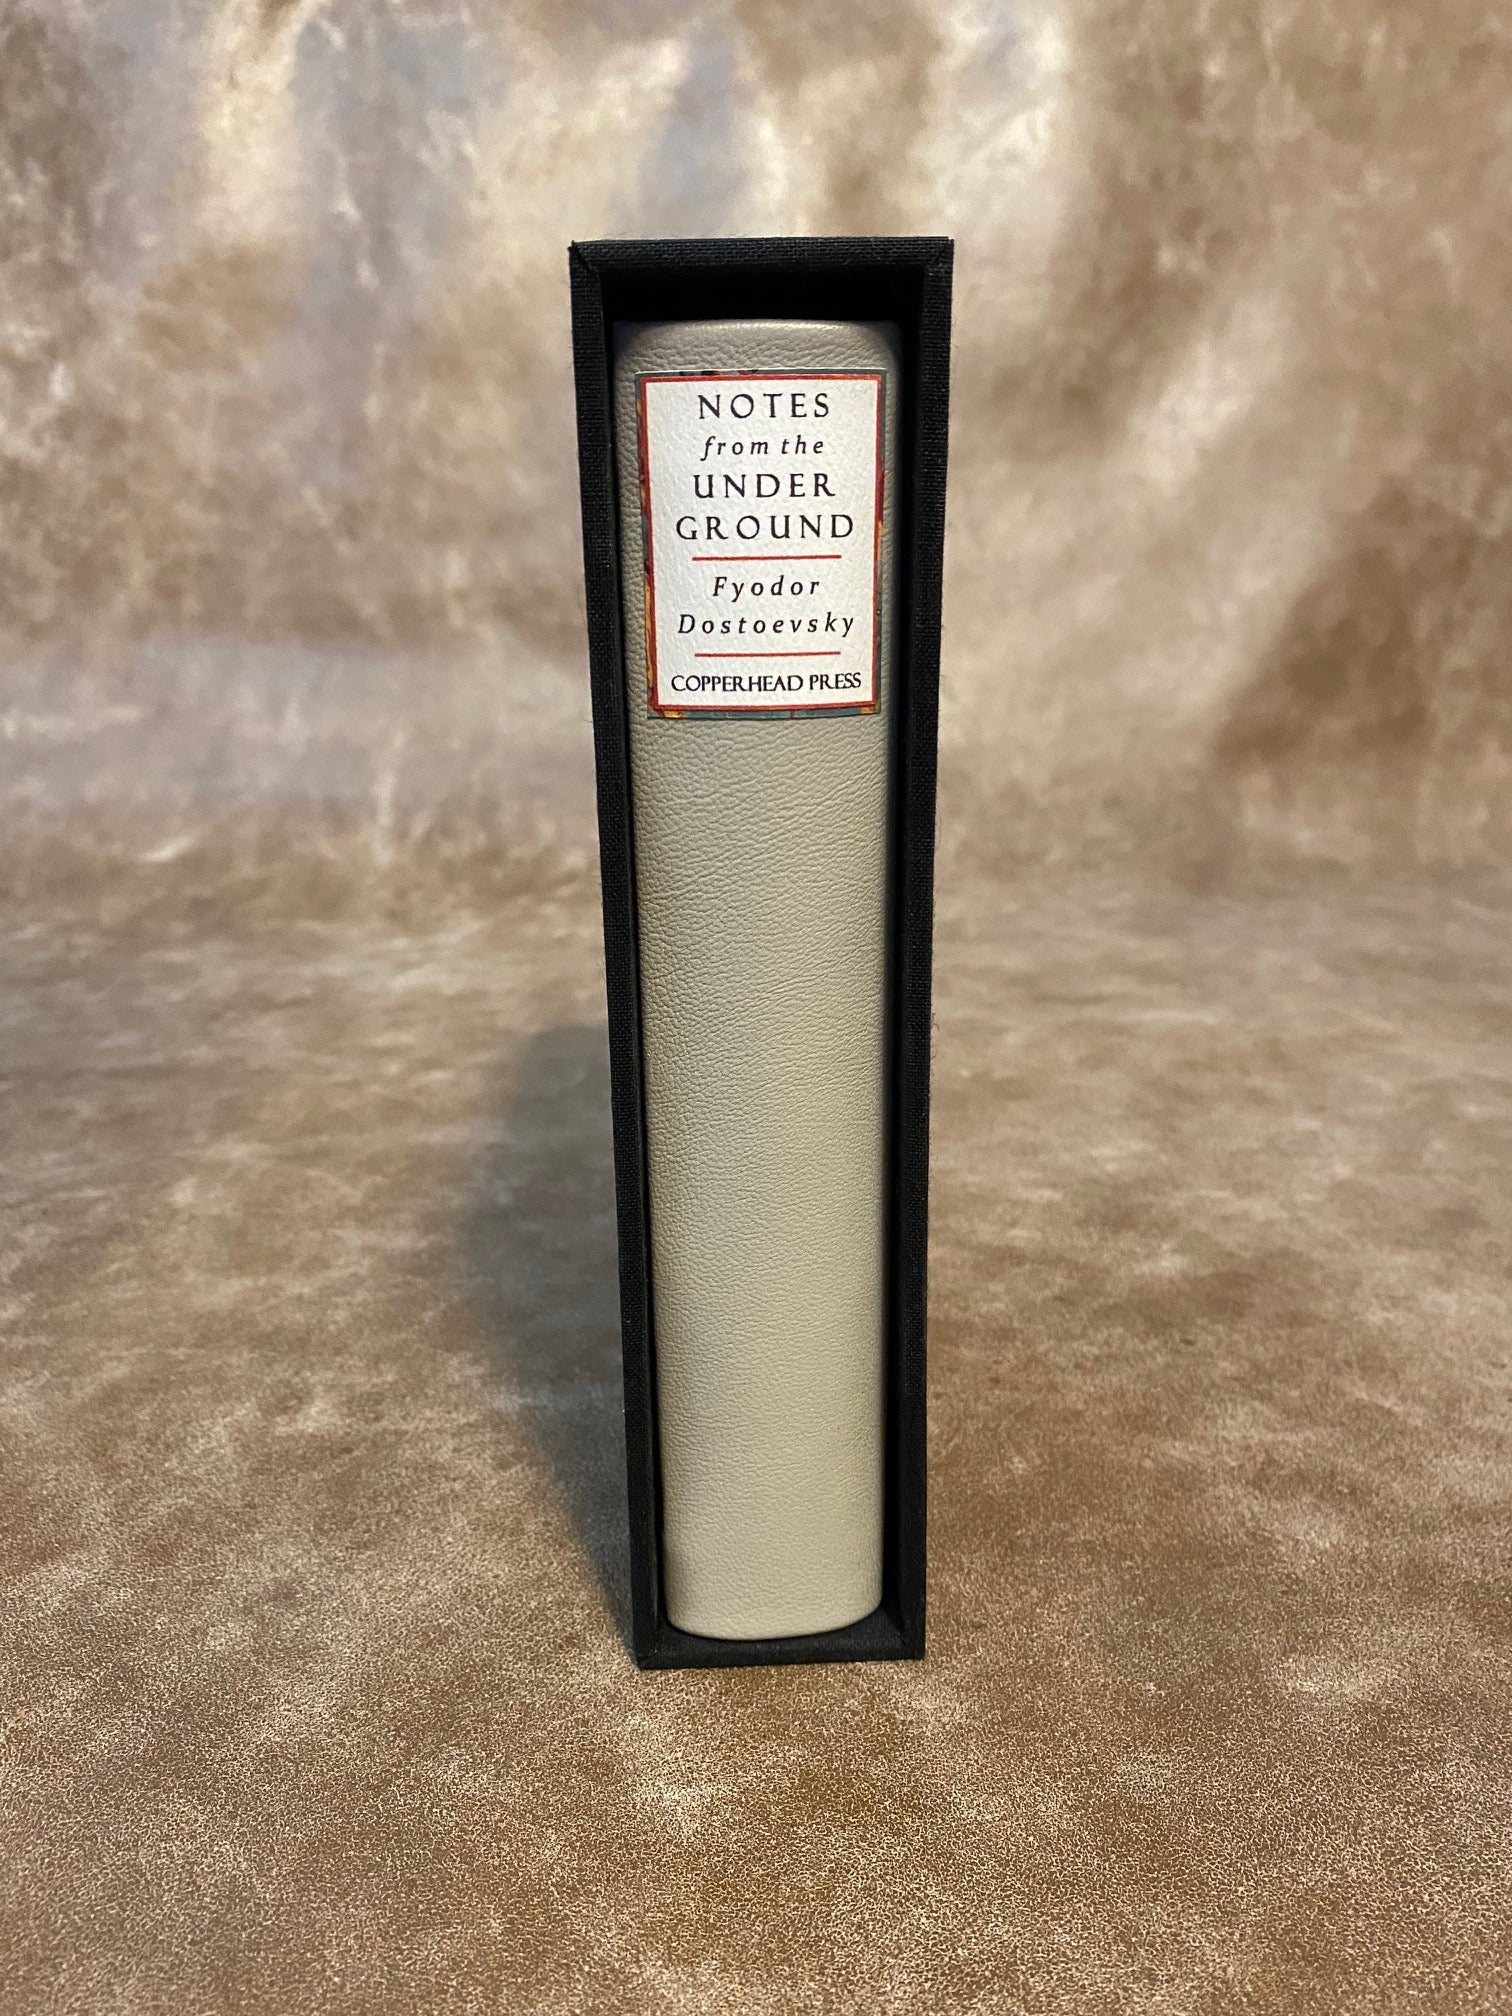 NOTES
from the
UNDER
GROUND
Fyodor
Dostoevsky
COPPERHEAD PRESS